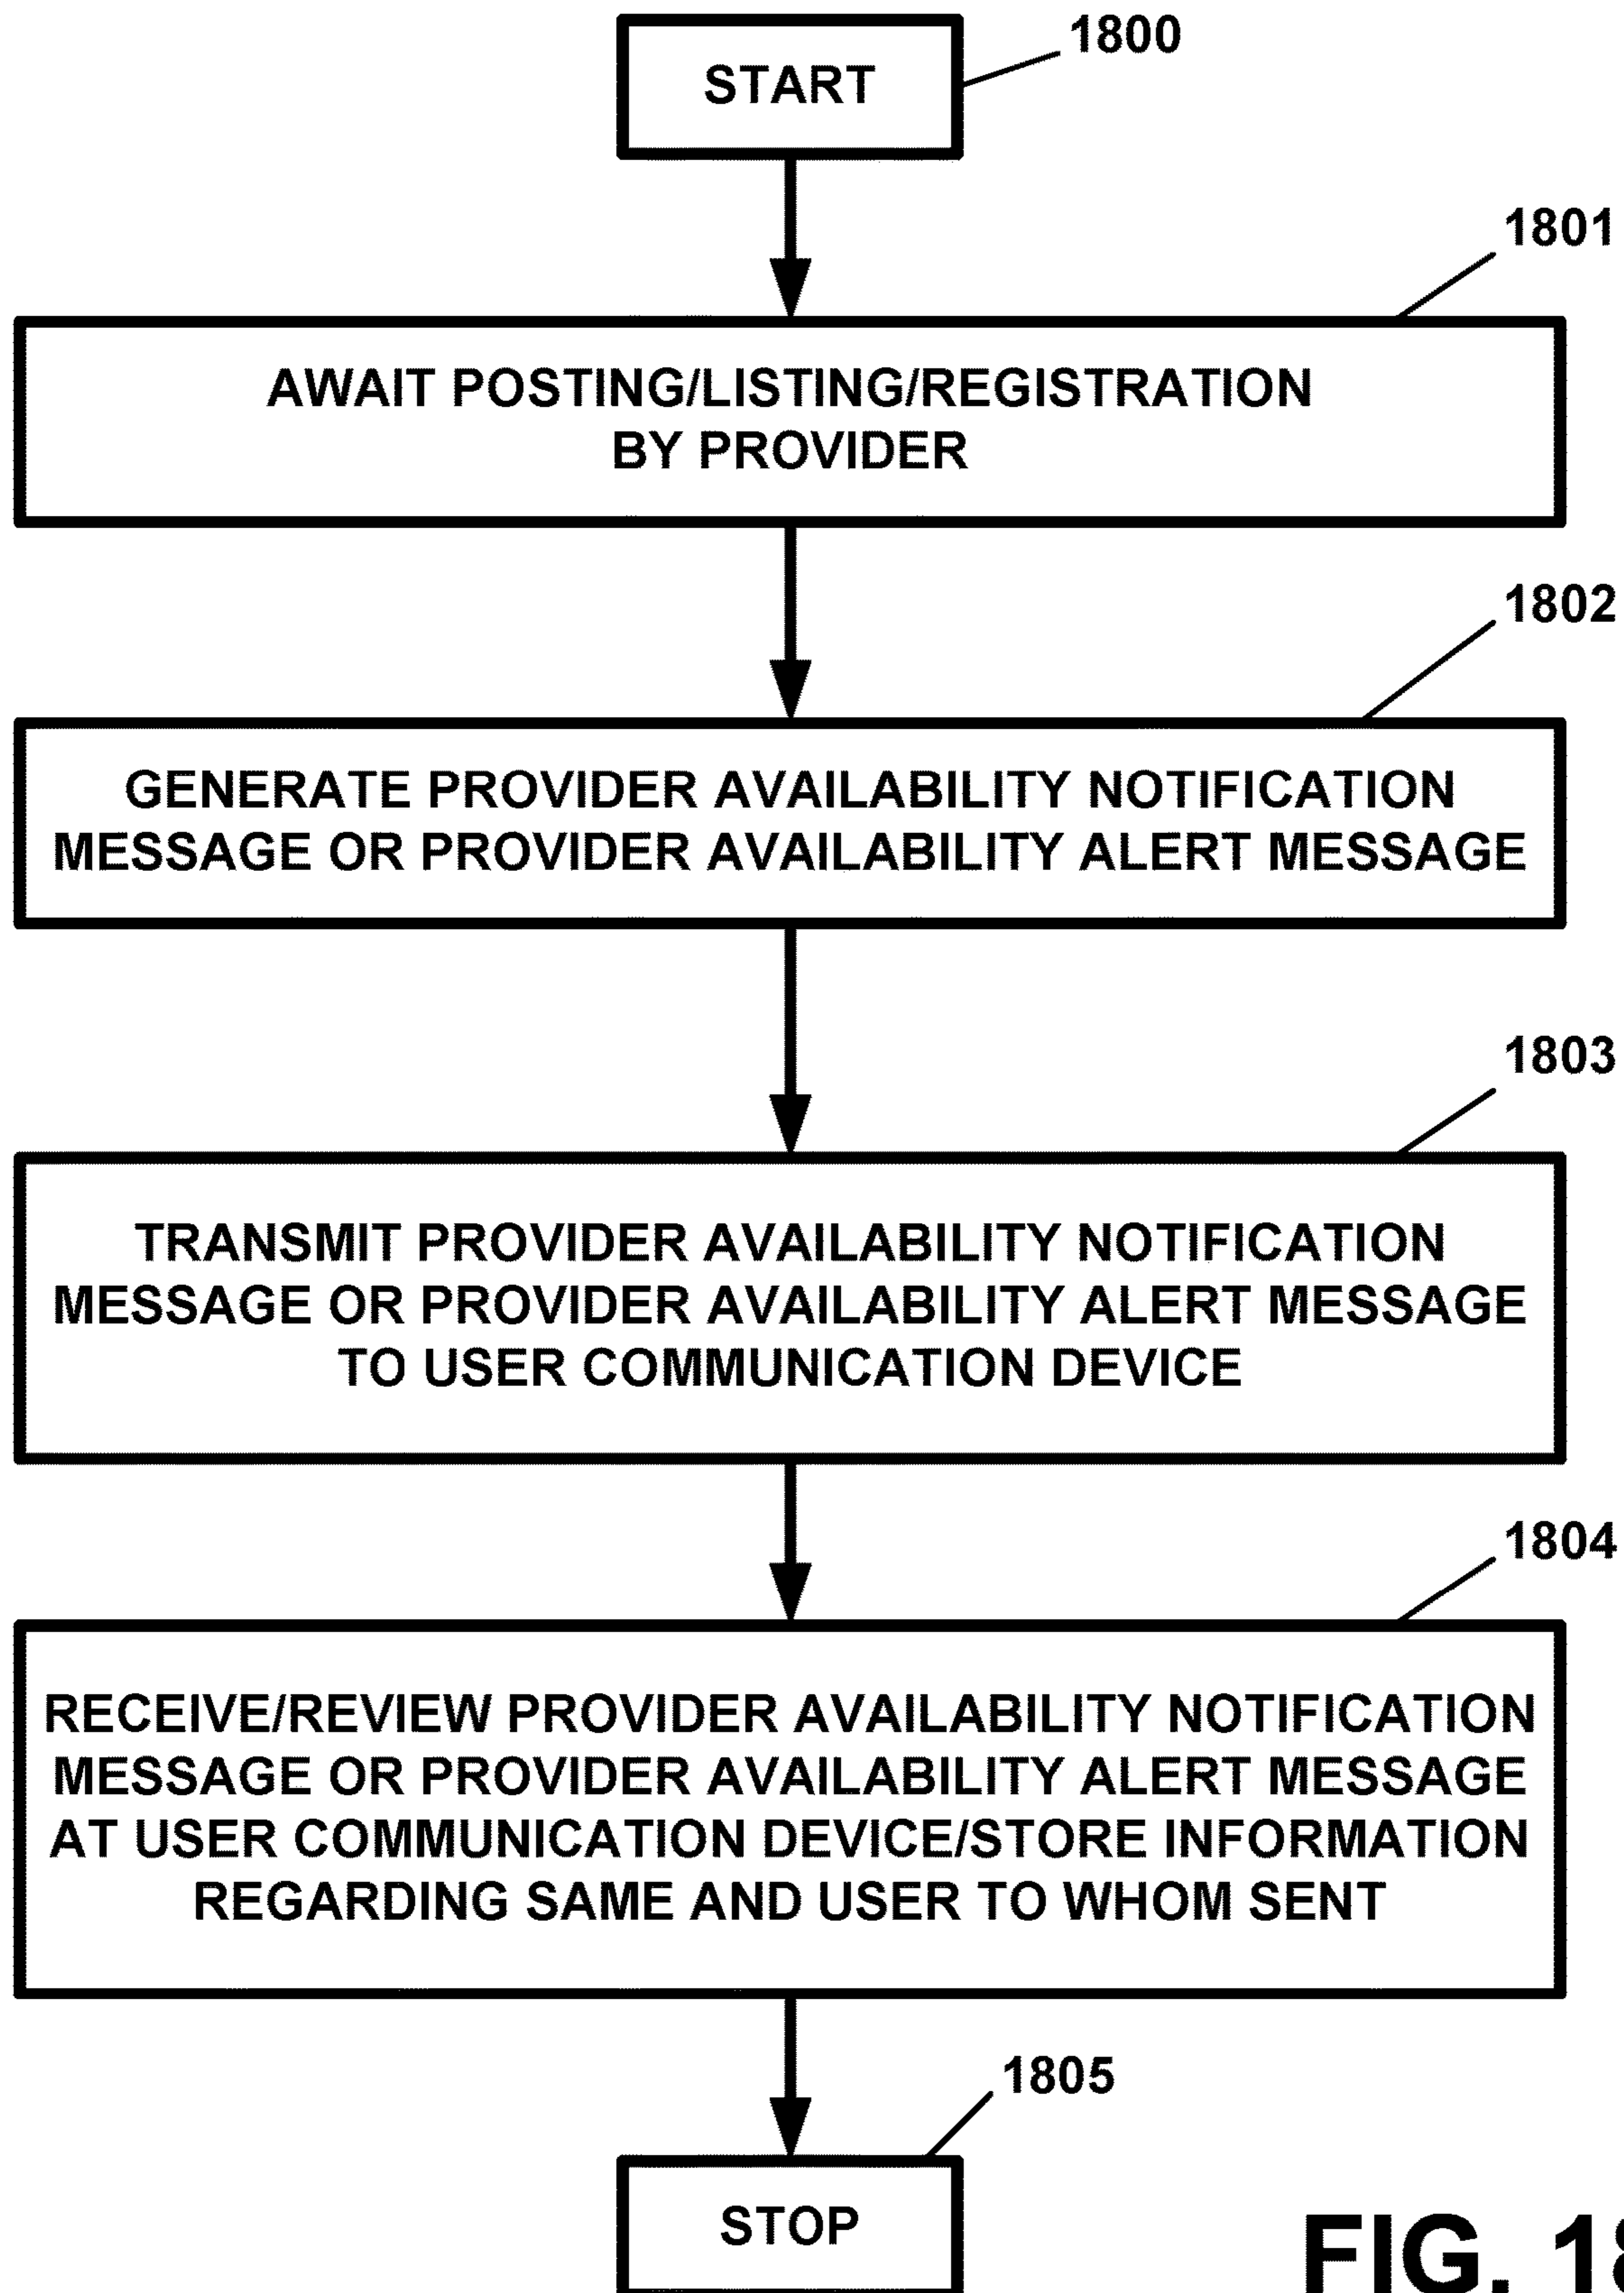 1800
START
1801
AWAIT POSTING/LISTING/REGISTRATION
BY PROVIDER
1802
GENERATE PROVIDER AVAILABILITY NOTIFICATION
MESSAGE OR PROVIDER AVAILABILITY ALERT MESSAGE
1803
TRANSMIT PROVIDER AVAILABILITY NOTIFICATION
MESSAGE OR PROVIDER AVAILABILITY ALERT MESSAGE
TO USER COMMUNICATION DEVICE
1804
RECEIVE/REVIEW PROVIDER AVAILABILITY NOTIFICATION
MESSAGE OR PROVIDER AVAILABILITY ALERT MESSAGE
AT USER COMMUNICATION DEVICE/STORE INFORMATION
REGARDING SAME AND USER TO WHOM SENT
1805
STOP
FIG. 18